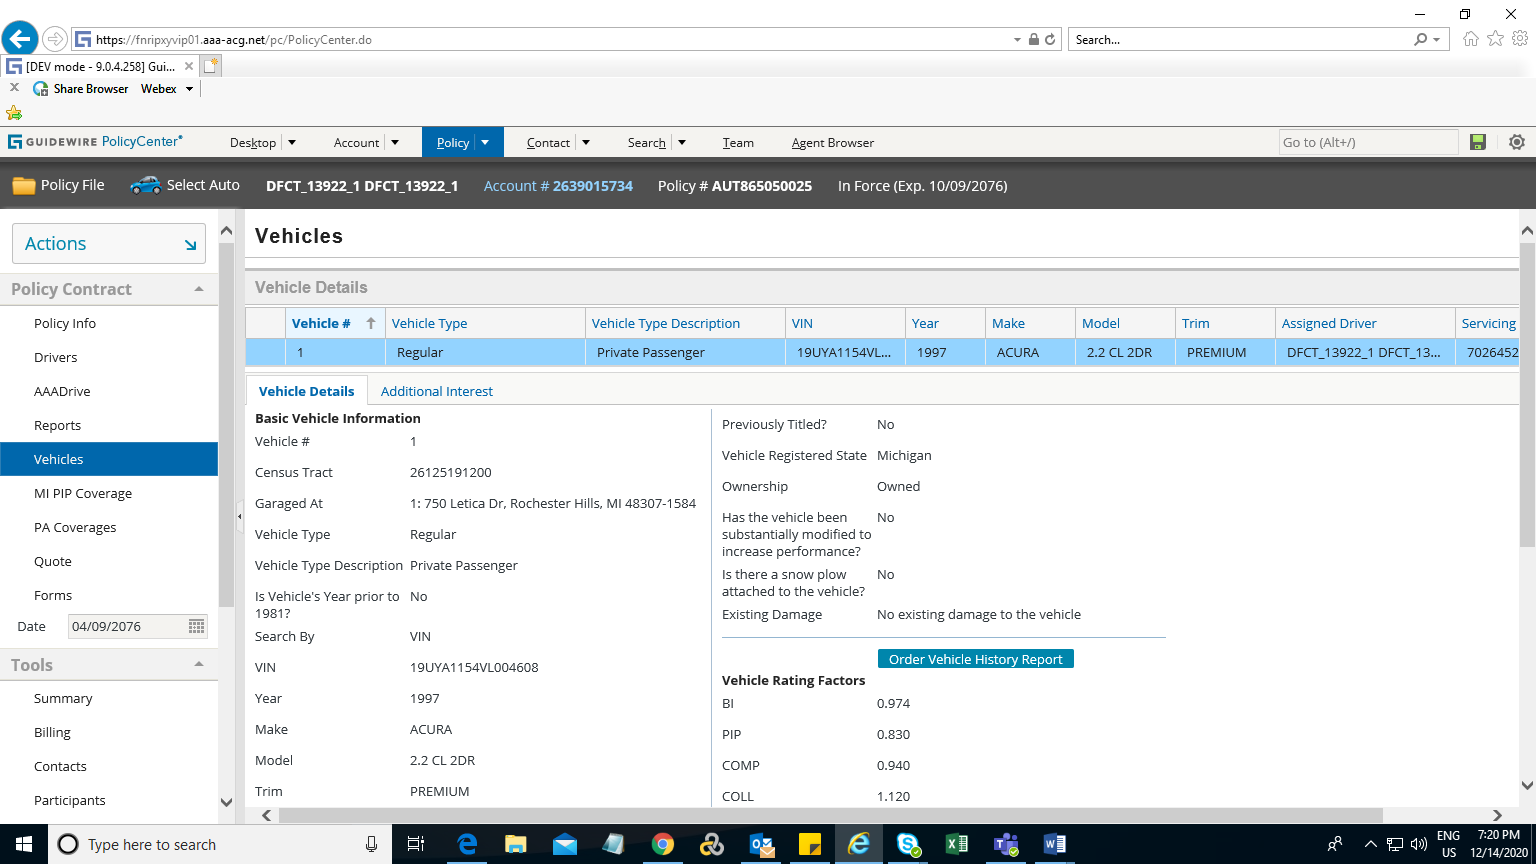 https://fnripxyvip01.aaa-acg.net/pc/PolicyCenter.do
Search...
[DEV mode - 9.0.4.258] Gui...
X Share Browser Webex
GUIDEWIRE PolicyCenter®
Desktop
Account
Policy
Contact
Search
Team
Agent Browser
Go to (Alt+/)
Policy File
Select Auto
DFCT_13922_1 DFCT_13922_1
Account # 2639015734
Policy # AUT865050025
In Force (Exp. 10/09/2076)
Actions
Policy Contract
Policy Info
Drivers
AAADrive
Reports
Vehicles
MI PIP Coverage
PA Coverages
Quote
Forms
Date 04/09/2076
Tools
Summary
Billing
Contacts
Participants
Vehicles
Vehicle Details
Vehicle # Vehicle Type Vehicle Type Description VIN Year Make Model Trim Assigned Driver Servicing
1 Regular Private Passenger 19UYA1154VL... 1997 ACURA 2.2 CL 2DR PREMIUM DFCT_13922_1 DFCT_13... 7026452
Vehicle Details Additional Interest
Basic Vehicle Information
Vehicle # 1
Census Tract 26125191200
Garaged At 1: 750 Letica Dr, Rochester Hills, MI 48307-1584
Vehicle Type Regular
Vehicle Type Description Private Passenger
Is Vehicle's Year prior to No
1981?
Search By VIN
VIN 19UYA1154VL004608
Year 1997
Make ACURA
Model 2.2 CL 2DR
Trim PREMIUM
Previously Titled? No
Vehicle Registered State Michigan
Ownership Owned
Has the vehicle been No
substantially modified to
increase performance?
Is there a snow plow No
attached to the vehicle?
Existing Damage No existing damage to the vehicle
Order Vehicle History Report
Vehicle Rating Factors
BI 0.974
PIP 0.830
COMP 0.940
COLL 1.120
Type here to search
ENG
US
7:20 PM
12/14/2020